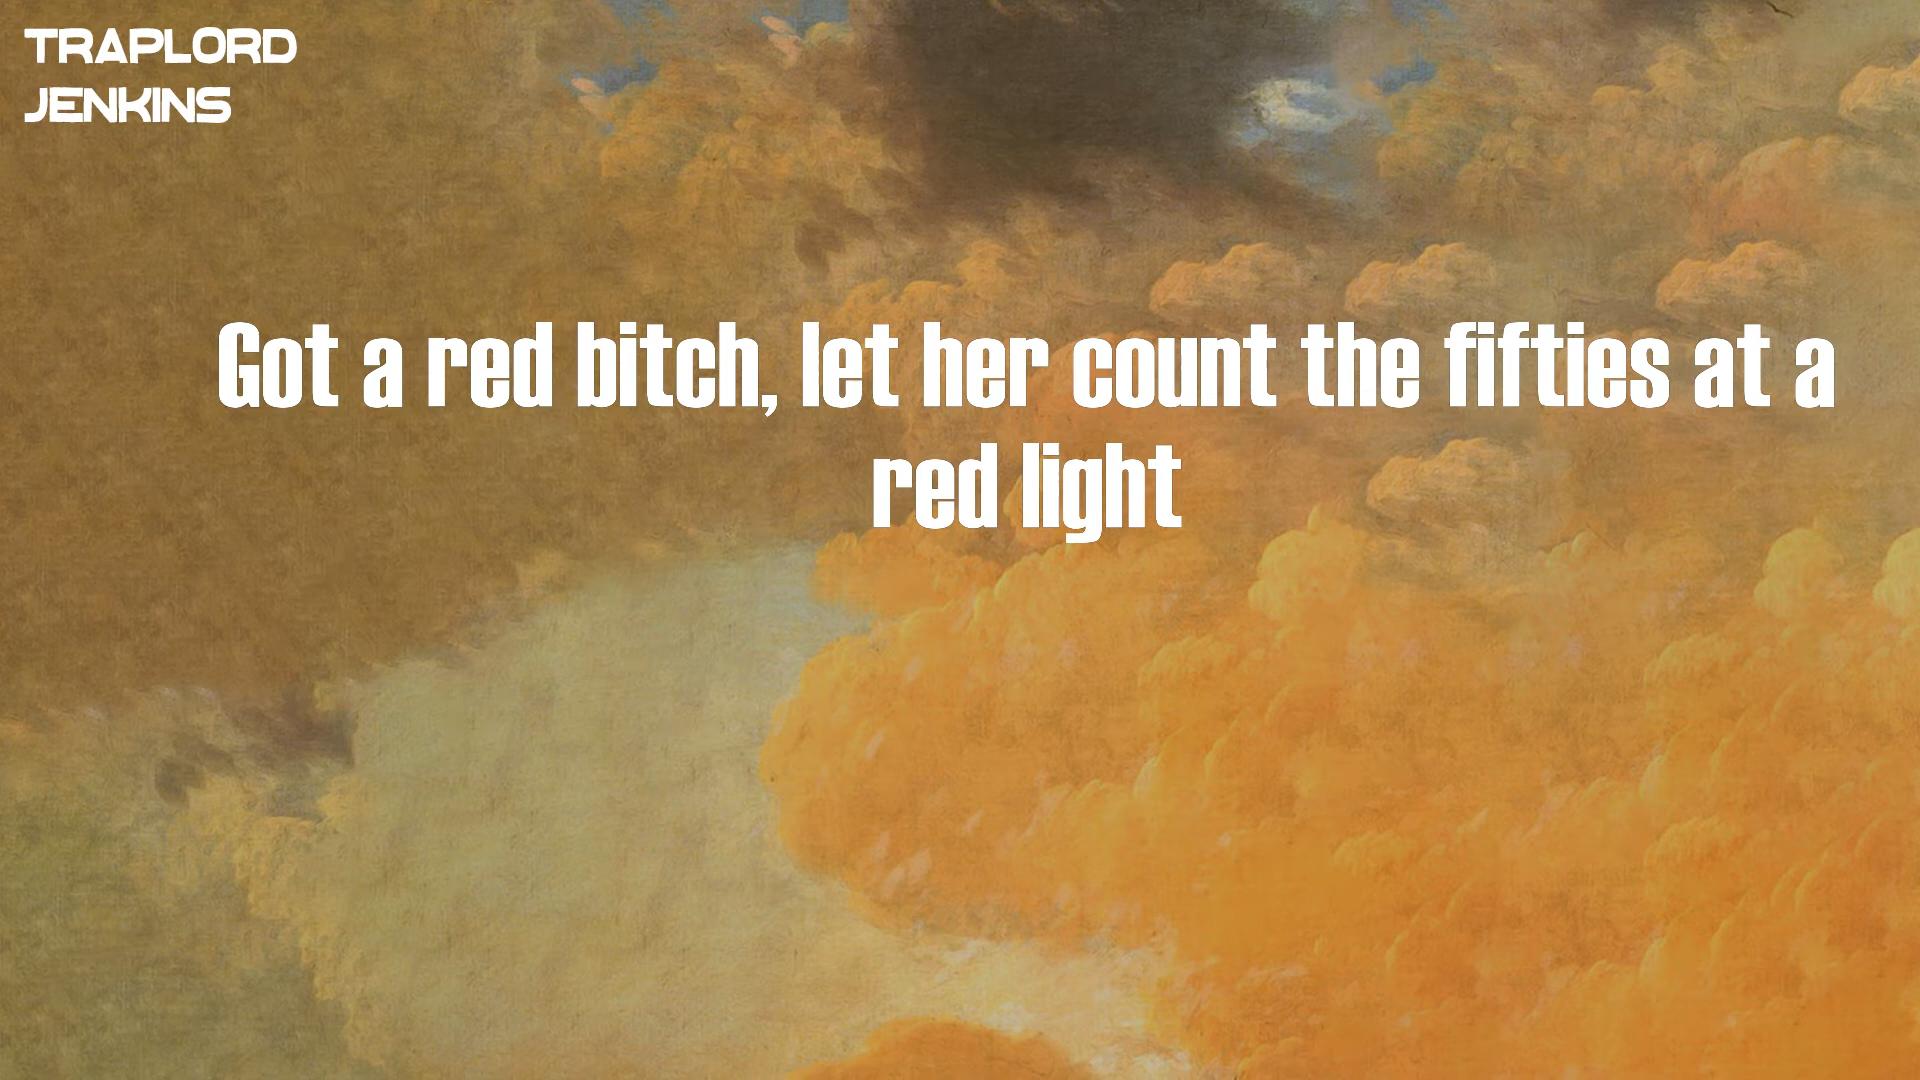 TRAPLORD
JENKINS
Got a red bitch, let her count the fifties at a
red light